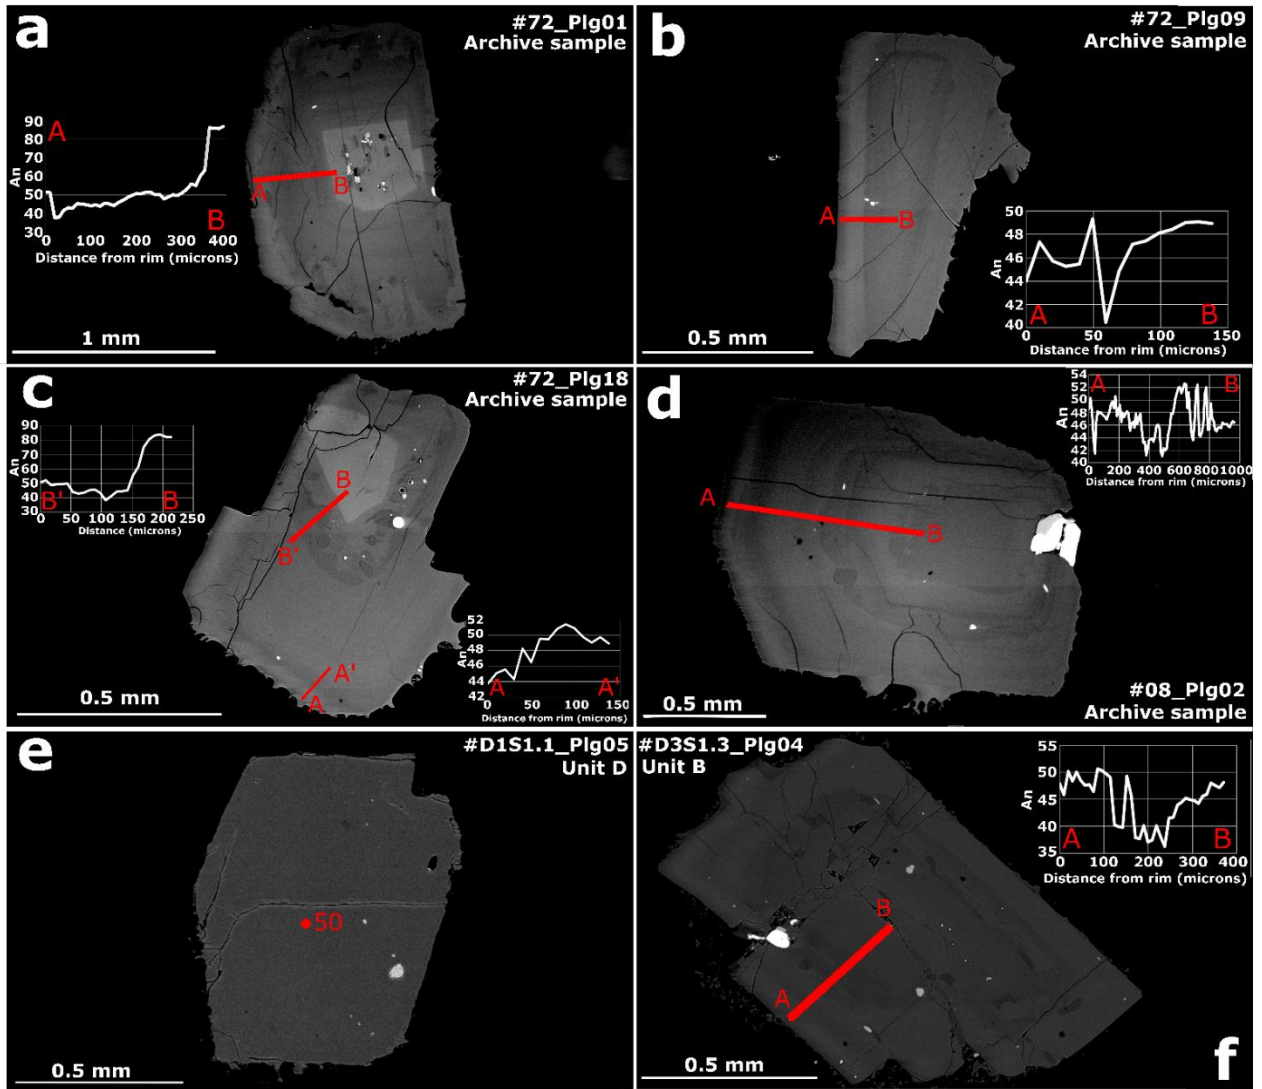 a
#72_Plg01
Archive sample
90
80
70
60
50
40
30
An
A
B
0 100 200 300 400
Distance from rim (microns)
A
B
1 mm
b
#72_Plg09
Archive sample
A
B
50
48
46
44
42
40
An
A
B
0 50 100 150
Distance from rim (microns)
0.5 mm
c
#72_Plg18
Archive sample
90
80
70
60
50
40
30
An
B'
B
0 50 100 150 200 250
Distance (microns)
B
B'
A'
A
52
50
48
46
44
42
An
A
A'
0 50 100 150
Distance from rim (microns)
0.5 mm
d
54
52
50
48
46
44
42
40
An
A
B
0 200 400 600 800 1000
Distance from rim (microns)
A
B
0.5 mm
#08_Plg02
Archive sample
e
#D1S1.1_Plg05
Unit D
50
0.5 mm
#D3S1.3_Plg04
Unit B
55
50
45
40
35
An
A
B
0 100 200 300 400
Distance from rim (microns)
B
A
0.5 mm
f